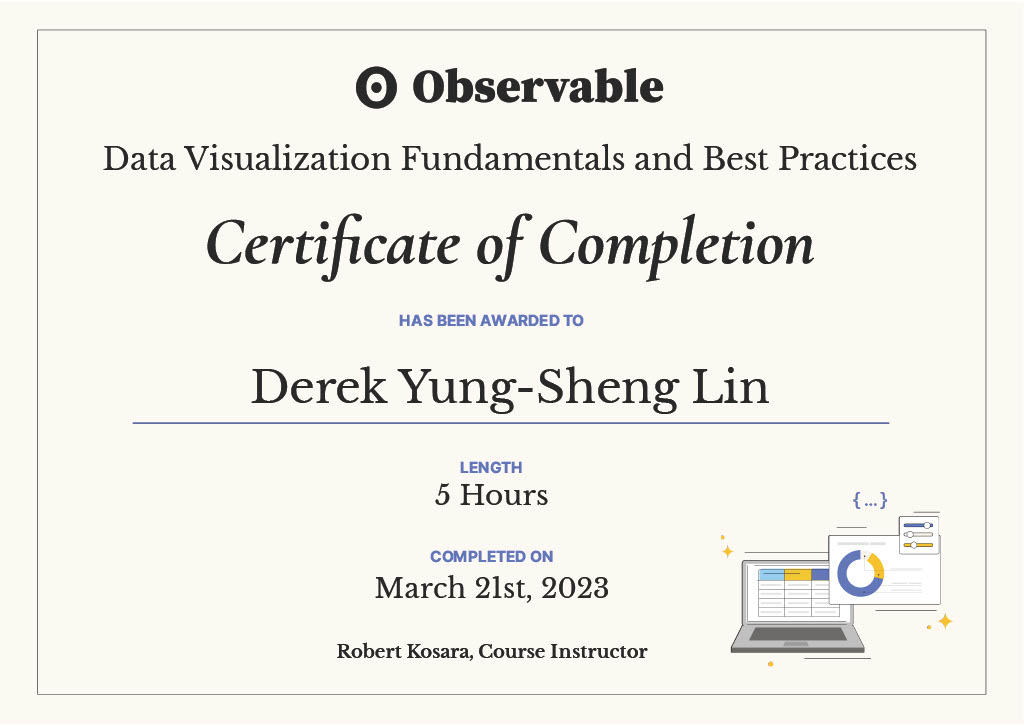 Observable
Data Visualization Fundamentals and Best Practices
Certificate of Completion
HAS BEEN AWARDED TO
Derek Yung-Sheng Lin
LENGTH
5 Hours
{...}
COMPLETED ON
March 21st, 2023
Robert Kosara, Course Instructor